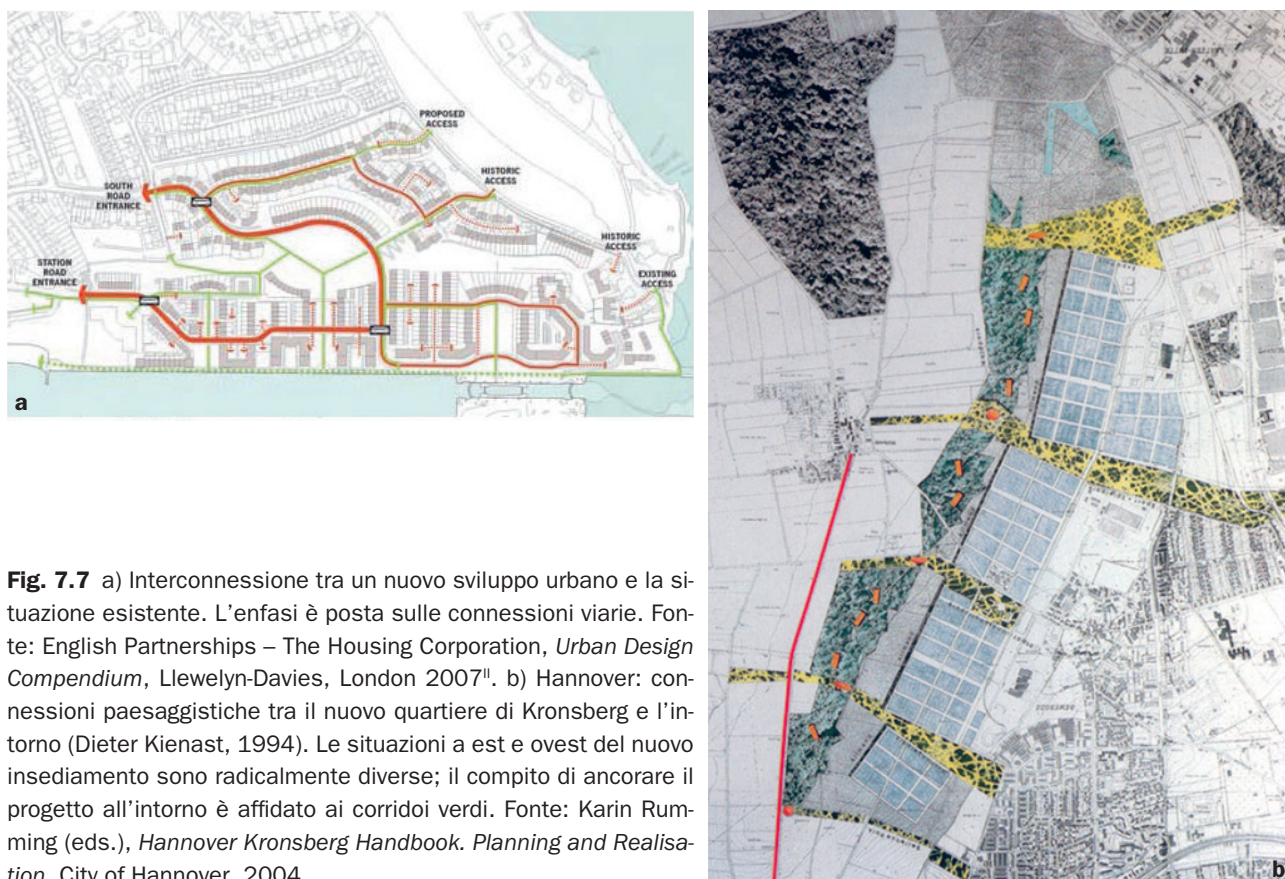 PROPOSED
ACCESS
HISTORIC
ACCESS
SOUTH
ROAD
ENTRANCE
HISTORIC
ACCESS
STATION
ROAD
ENTRANCE
EXISTING
ACCESS
a
b
Fig. 7.7 a) Interconnessione tra un nuovo sviluppo urbano e la si-
tuazione esistente. L'enfasi è posta sulle connessioni viarie. Fon-
te: English Partnerships – The Housing Corporation, Urban Design
Compendium, Llewelyn-Davies, London 2007ᴵᴵ. b) Hannover: con-
nessioni paesaggistiche tra il nuovo quartiere di Kronsberg e l'in-
torno (Dieter Kienast, 1994). Le situazioni a est e ovest del nuovo
insediamento sono radicalmente diverse; il compito di ancorare il
progetto all'intorno è affidato ai corridoi verdi. Fonte: Karin Rum-
ming (eds.), Hannover Kronsberg Handbook. Planning and Realisa-
tion, City of Hannover, 2004.